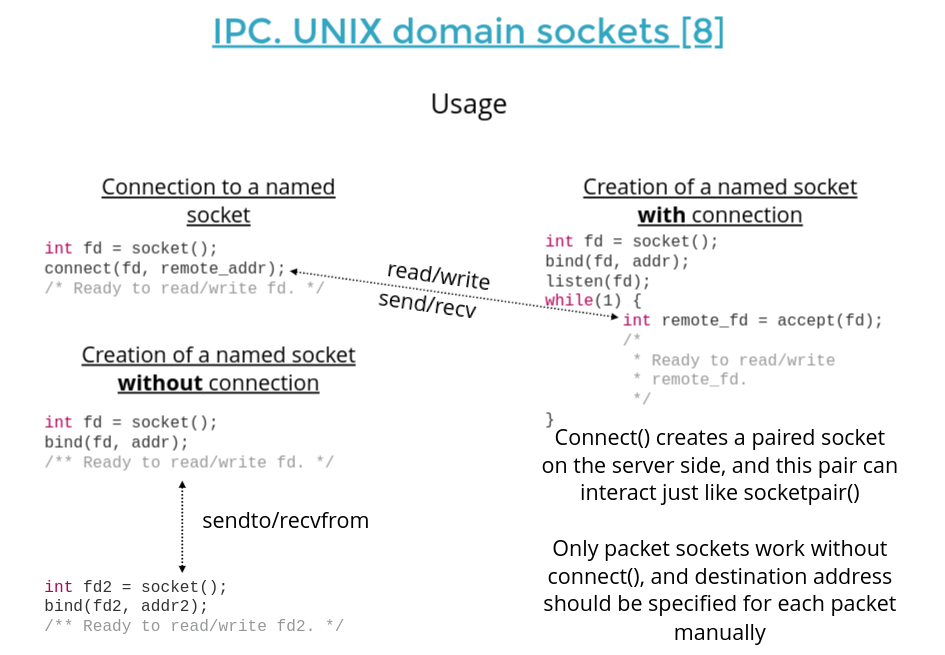 IPC. UNIX domain sockets [8]
Usage
Connection to a named
socket
int fd = socket();
connect(fd, remote_addr);
/* Ready to read/write fd. */
read/write
send/recv
Creation of a named socket
with connection
int fd = socket();
bind(fd, addr);
listen(fd);
while(1) {
int remote_fd = accept(fd);
/*
* Ready to read/write
* remote_fd.
*/
}
Creation of a named socket
without connection
int fd = socket();
bind(fd, addr);
/** Ready to read/write fd. */
sendto/recvfrom
int fd2 = socket();
bind(fd2, addr2);
/** Ready to read/write fd2. */
Connect() creates a paired socket
on the server side, and this pair can
interact just like socketpair()
Only packet sockets work without
connect(), and destination address
should be specified for each packet
manually